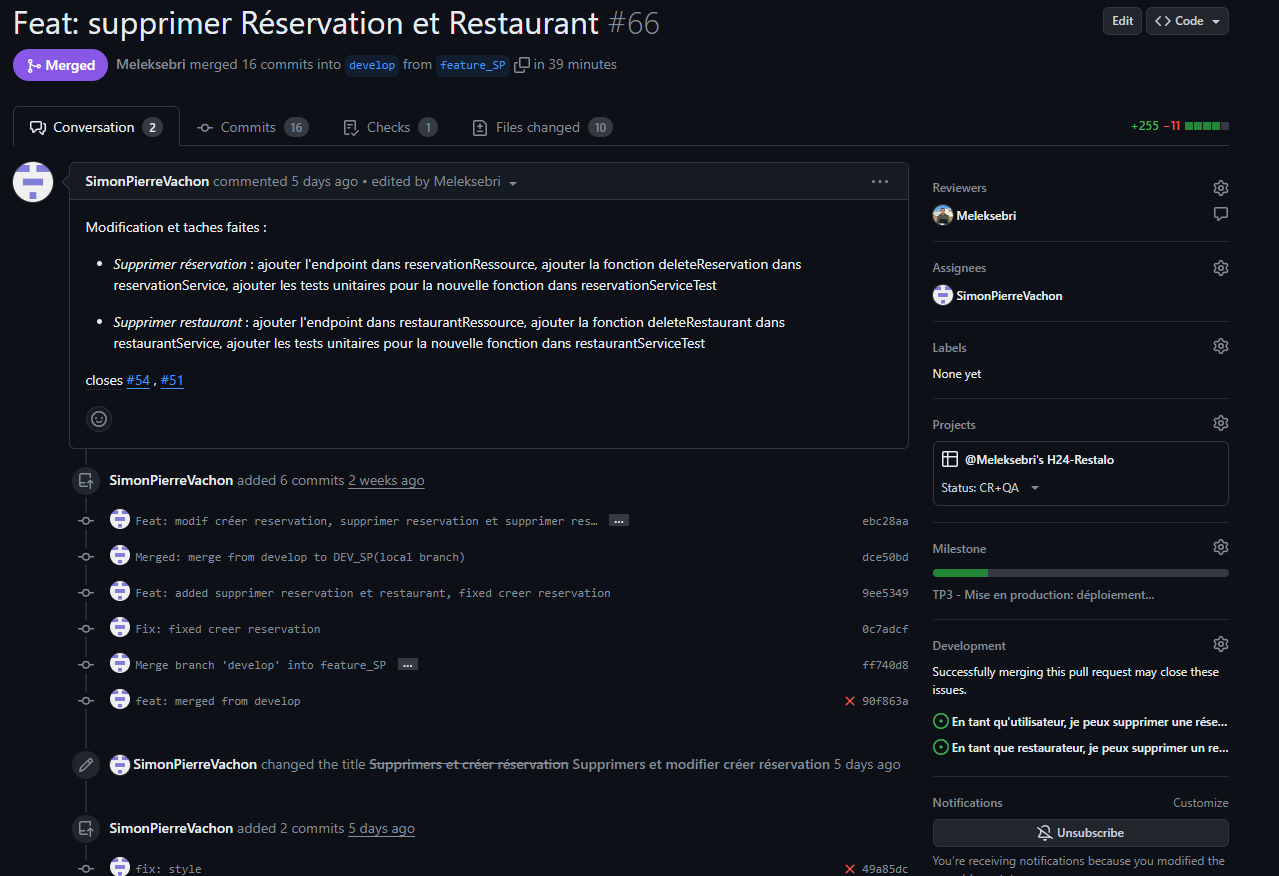 Feat: supprimer Réservation et Restaurant #66
Edit
<> Code
Merged
Meleksebri merged 16 commits into develop from feature_SP in 39 minutes
Conversation 2
Commits 16
Checks 1
Files changed 10
+255 −11
SimonPierreVachon commented 5 days ago • edited by Meleksebri
Modification et taches faites :
• Supprimer réservation : ajouter l'endpoint dans reservationRessource, ajouter la fonction deleteReservation dans
reservationService, ajouter les tests unitaires pour la nouvelle fonction dans reservationServiceTest
• Supprimer restaurant : ajouter l'endpoint dans restaurantRessource, ajouter la fonction deleteRestaurant dans
restaurantService, ajouter les tests unitaires pour la nouvelle fonction dans restaurantServiceTest
closes #54 , #51
SimonPierreVachon added 6 commits 2 weeks ago
Feat: modif créer reservation, supprimer reservation et supprimer res… ... ebc28aa
Merged: merge from develop to DEV_SP(local branch) dce50bd
Feat: added supprimer reservation et restaurant, fixed creer reservation 9ee5349
Fix: fixed creer reservation 0c7adcf
Merge branch 'develop' into feature_SP ... ff740d8
feat: merged from develop 90f863a
SimonPierreVachon changed the title Supprimers et créer réservation Supprimers et modifier créer réservation 5 days ago
SimonPierreVachon added 2 commits 5 days ago
fix: style 49a85dc
Reviewers
Meleksebri
Assignees
SimonPierreVachon
Labels
None yet
Projects
@Meleksebri's H24-Restalo
Status: CR+QA
Milestone
TP3 - Mise en production: déploiement...
Development
Successfully merging this pull request may close these
issues.
En tant qu'utilisateur, je peux supprimer une rése...
En tant que restaurateur, je peux supprimer un re...
Notifications
Customize
Unsubscribe
You're receiving notifications because you modified the